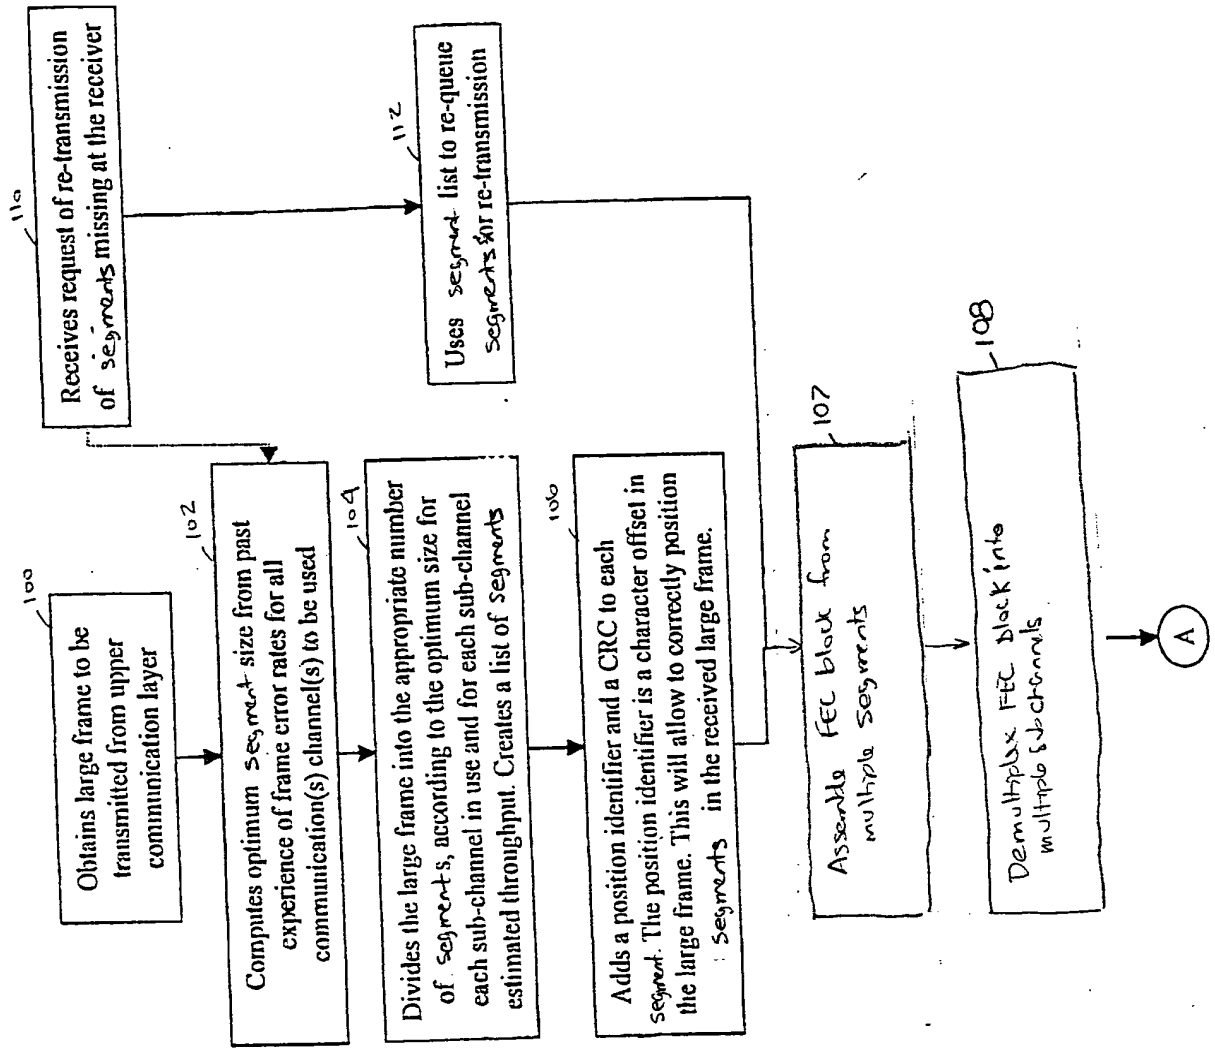 100
Obtains large frame to be
transmitted from upper
communication layer
110
Receives request of re-transmission
of segments missing at the receiver
102
Computes optimum segment size from past
experience of frame error rates for all
communication(s) channel(s) to be used
112
Uses segment list to re-queue
segments for re-transmission
104
Divides the large frame into the appropriate number
of segments, according to the optimum size for
each sub-channel in use and for each sub-channel
estimated throughput. Creates a list of segments
106
Adds a position identifier and a CRC to each
segment. The position identifier is a character offset in
the large frame. This will allow to correctly position
segments in the received large frame.
107
Assemble FEC block from
multiple segments
108
Demultiplex FEC block into
multiple subchannels.
A